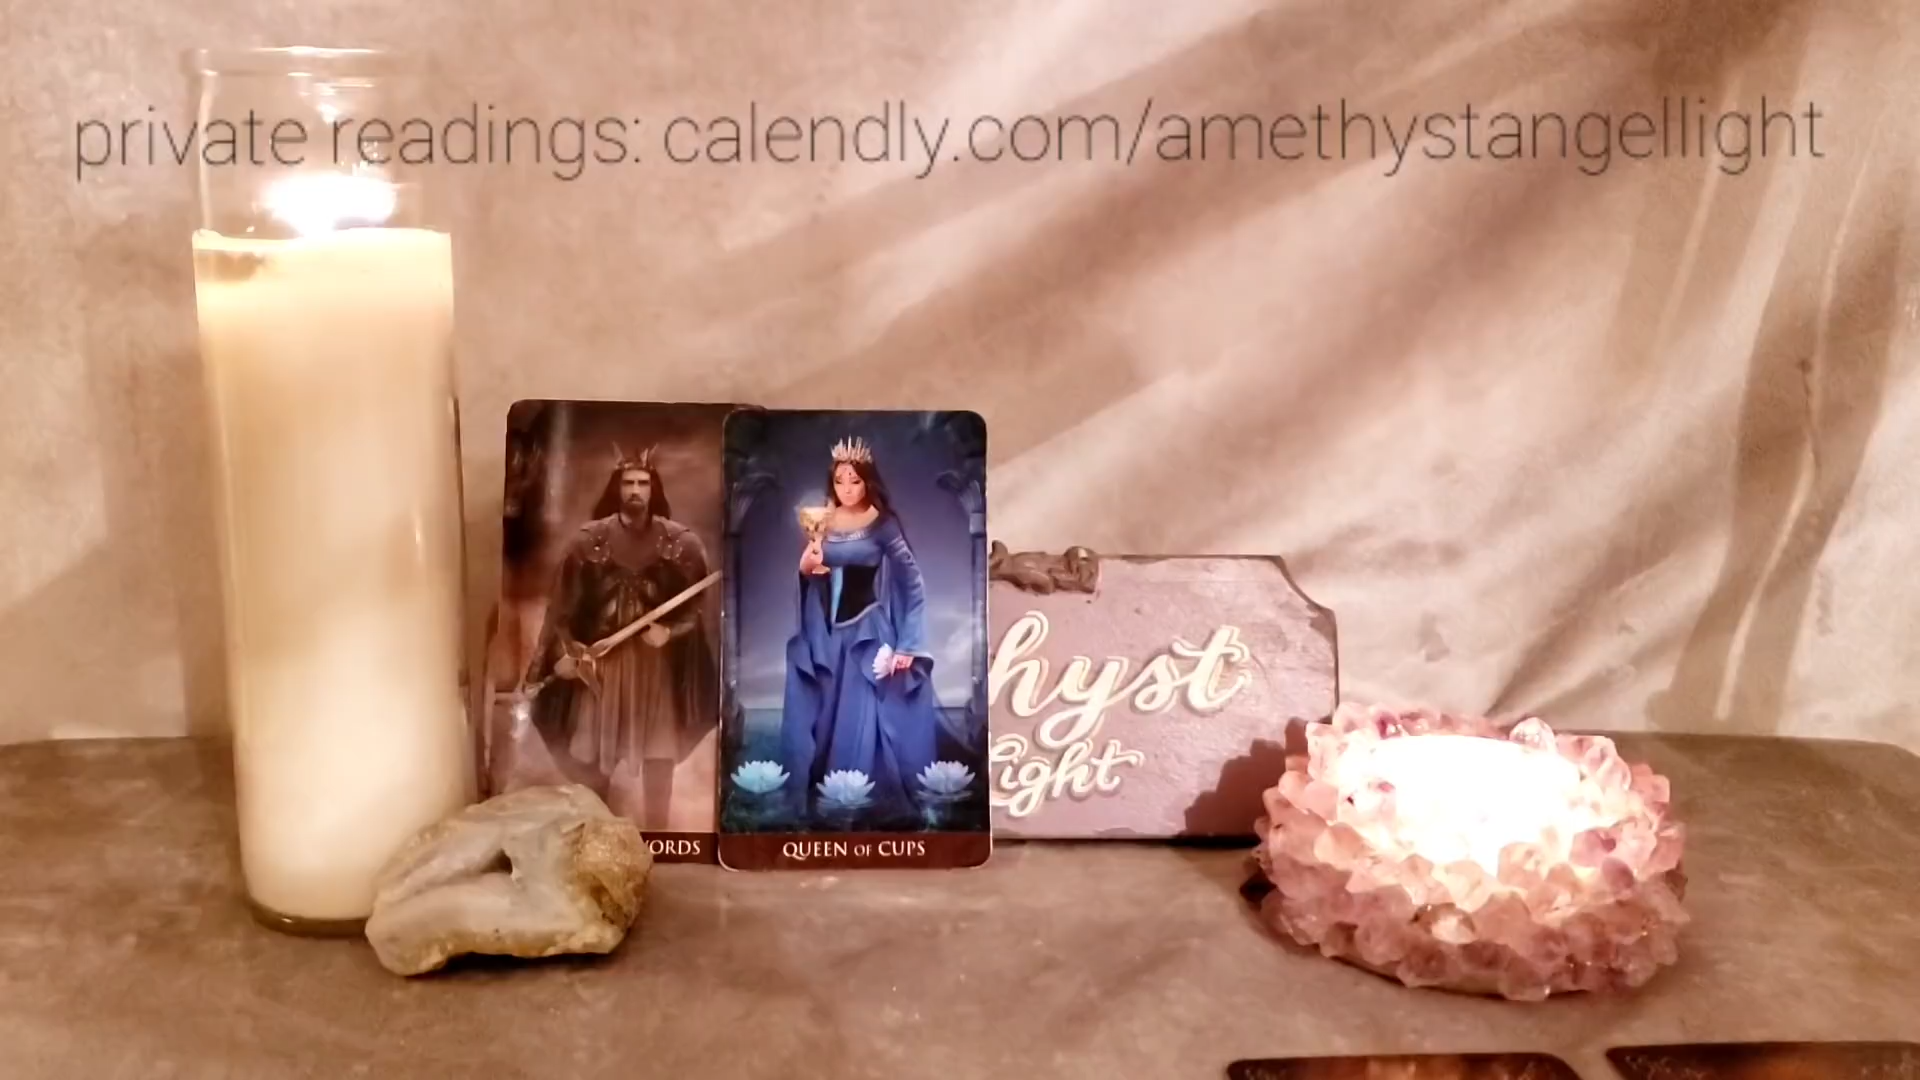 private readings: calendly.com/amethystangellight
hyst
Light
ORDS
QUEEN OF CUPS